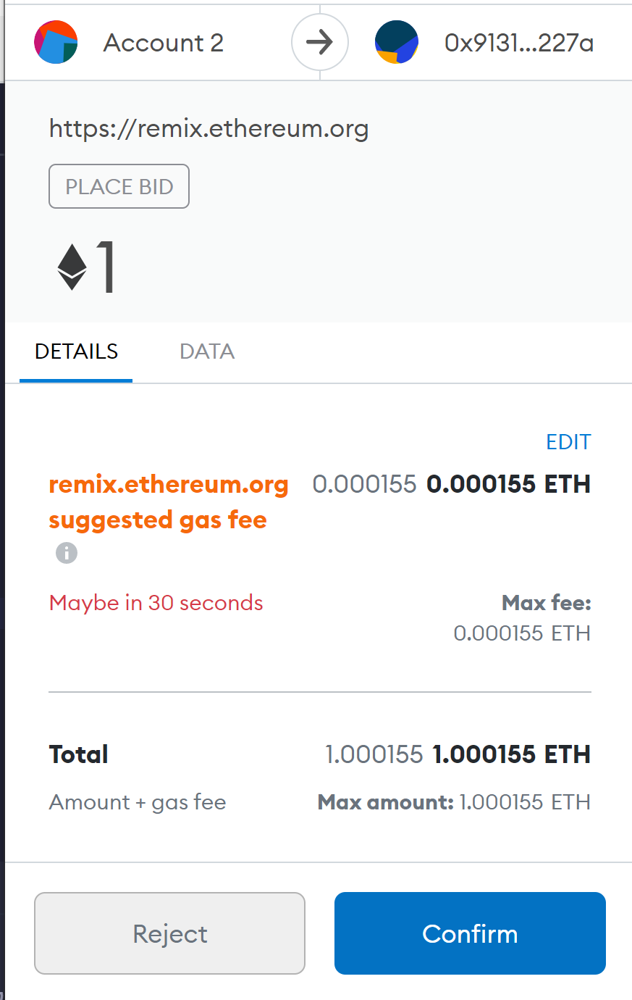 Account 2
0x9131...227a
https://remix.ethereum.org
PLACE BID
1
DETAILS DATA
EDIT
remix.ethereum.org 0.000155 0.000155 ETH
suggested gas fee
Maybe in 30 seconds Max fee:
0.000155 ETH
Total 1.000155 1.000155 ETH
Amount + gas fee Max amount: 1.000155 ETH
Reject Confirm